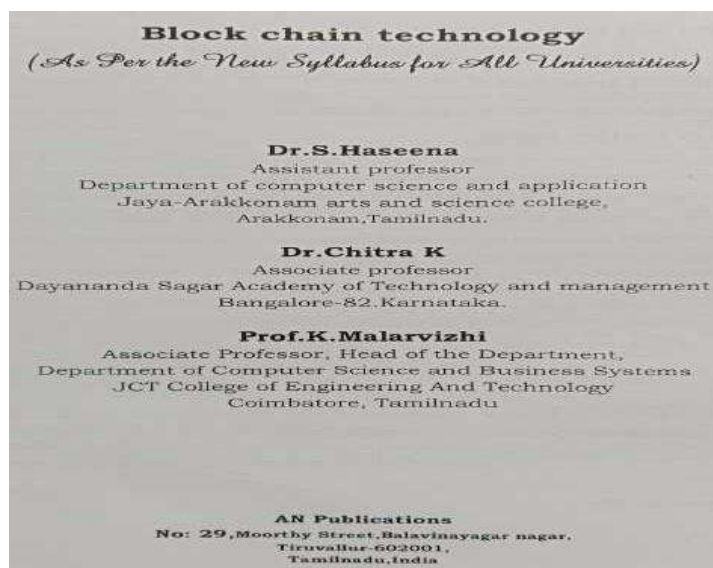 Block chain technology
(As Per the New Syllabus for All Universities)
Dr.S.Haseena
Assistant professor
Department of computer science and application
Jaya-Arakkonam arts and science college,
Arakkonam,Tamilnadu.
Dr.Chitra K
Associate professor
Dayananda Sagar Academy of Technology and management
Bangalore-82.Karnataka.
Prof.K.Malarvizhi
Associate Professor, Head of the Department,
Department of Computer Science and Business Systems
JCT College of Engineering And Technology
Coimbatore, Tamilnadu
AN Publications
No: 29,Moorthy Street,Balavinayagar nagar,
Tiruvallur-602001,
Tamilnadu,India